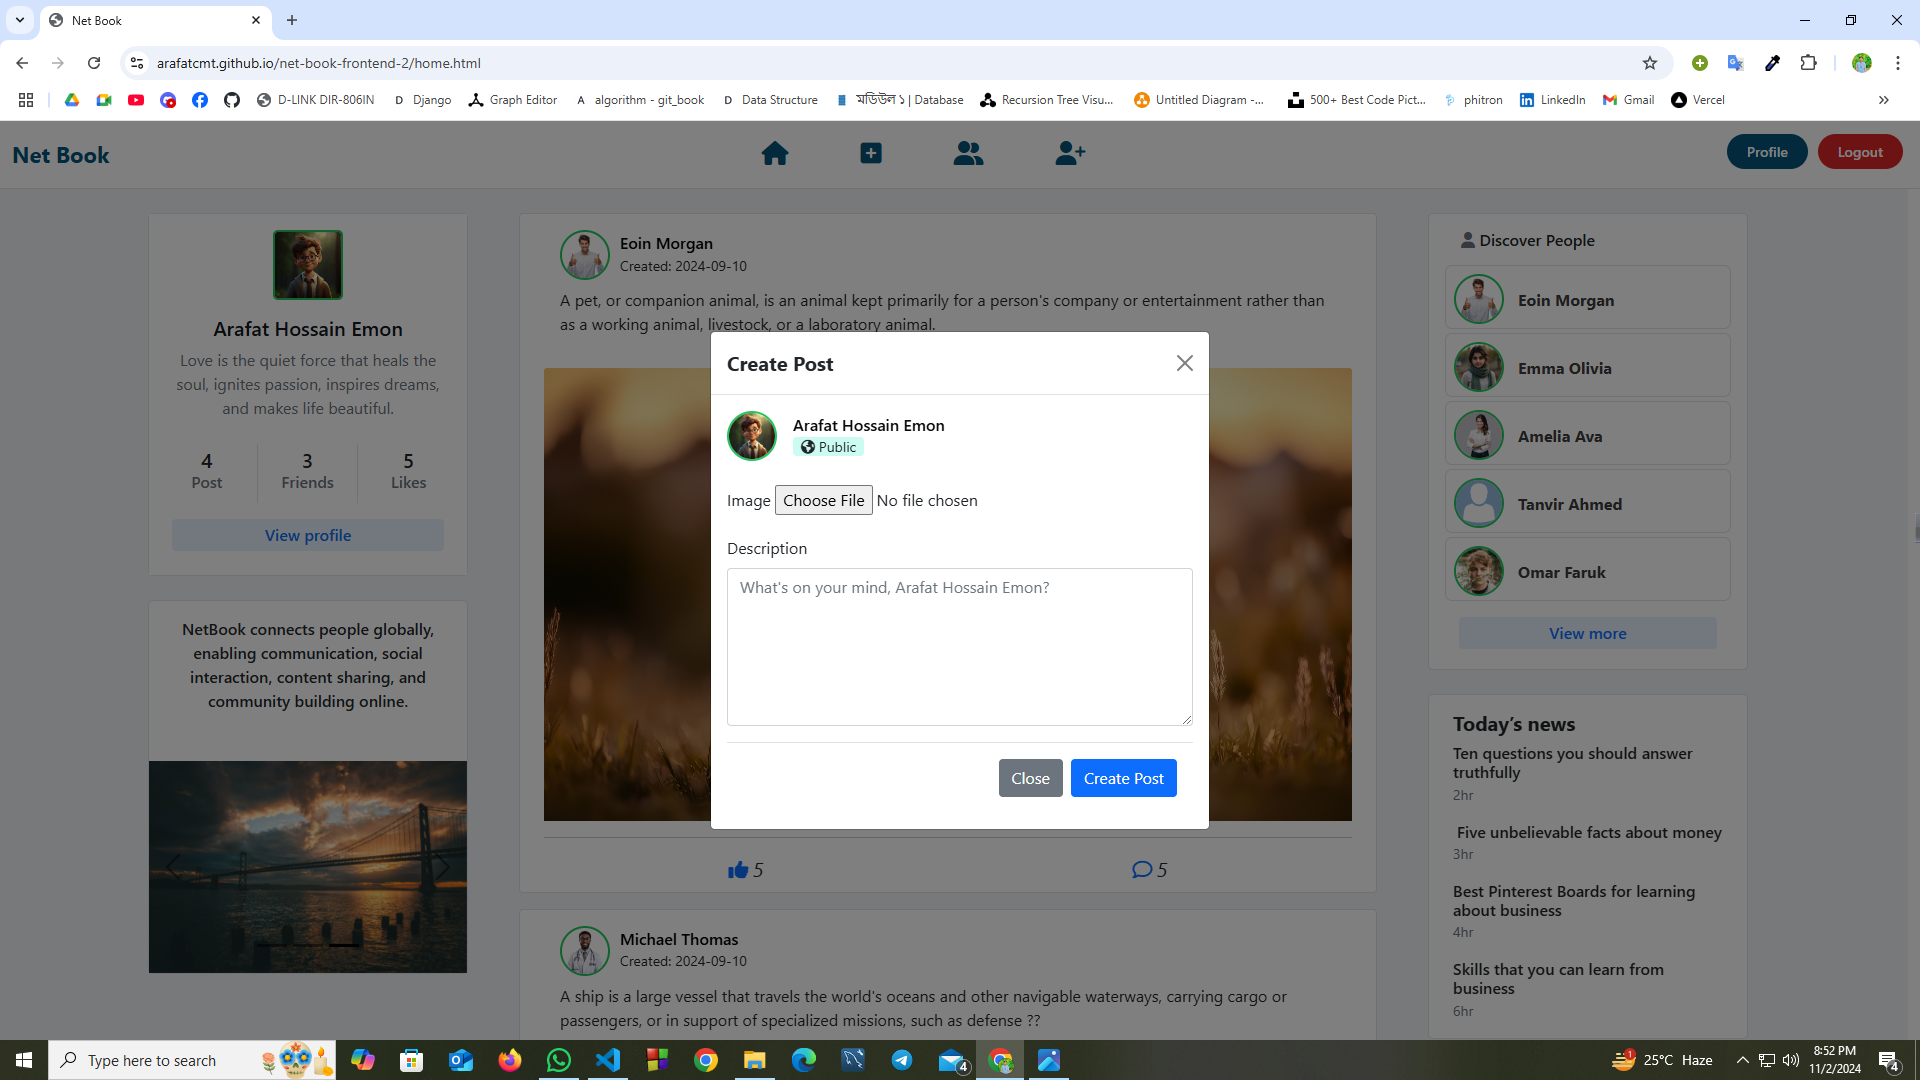 Net Book
arafatcmt.github.io/net-book-frontend-2/home.html
D-LINK DIR-806IN
Django
Graph Editor
algorithm - git_book
Data Structure
মডিউল ১ | Database
Recursion Tree Visu...
Untitled Diagram -...
500+ Best Code Pict...
phitron
LinkedIn
Gmail
Vercel
Net Book
Profile
Logout
Arafat Hossain Emon
Love is the quiet force that heals the
soul, ignites passion, inspires dreams,
and makes life beautiful.
4
Post
3
Friends
5
Likes
View profile
NetBook connects people globally,
enabling communication, social
interaction, content sharing, and
community building online.
Eoin Morgan
Created: 2024-09-10
A pet, or companion animal, is an animal kept primarily for a person's company or entertainment rather than
as a working animal, livestock, or a laboratory animal.
Create Post
Arafat Hossain Emon
Public
Image Choose File No file chosen
Description
What's on your mind, Arafat Hossain Emon?
Close
Create Post
5
5
Michael Thomas
Created: 2024-09-10
A ship is a large vessel that travels the world's oceans and other navigable waterways, carrying cargo or
passengers, or in support of specialized missions, such as defense ??
Discover People
Eoin Morgan
Emma Olivia
Amelia Ava
Tanvir Ahmed
Omar Faruk
View more
Today’s news
Ten questions you should answer
truthfully
2hr
Five unbelievable facts about money
3hr
Best Pinterest Boards for learning
about business
4hr
Skills that you can learn from
business
6hr
Type here to search
4
1
25°C Haze
8:52 PM
11/2/2024
4